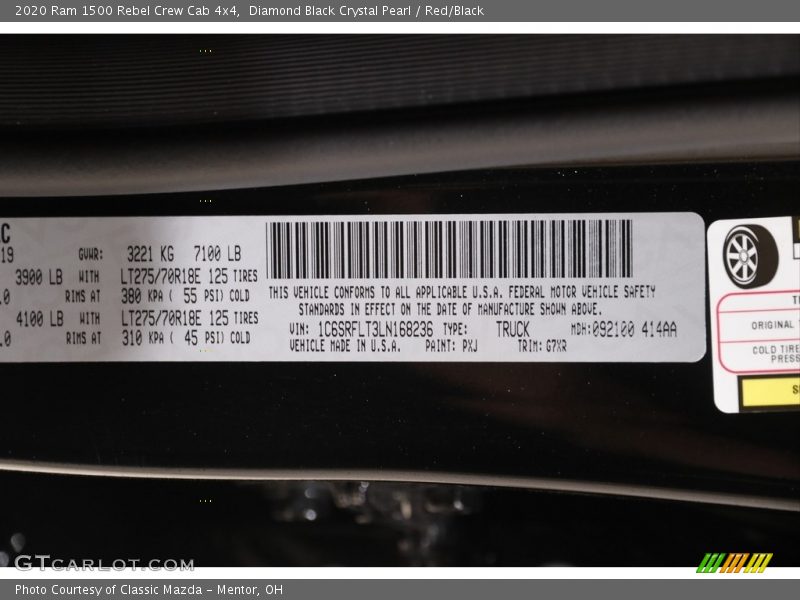 2020 Ram 1500 Rebel Crew Cab 4x4,  Diamond Black Crystal Pearl / Red/Black
C
19
GVWR: 3221 KG 7100 LB
3900 LB WITH LT275/70R18E 125 TIRES
.0 RIMS AT 380 KPA ( 55 PSI) COLD
4100 LB WITH LT275/70R18E 125 TIRES
.0 RIMS AT 310 KPA ( 45 PSI) COLD
THIS VEHICLE CONFORMS TO ALL APPLICABLE U.S.A. FEDERAL MOTOR VEHICLE SAFETY
STANDARDS IN EFFECT ON THE DATE OF MANUFACTURE SHOWN ABOVE.
VIN: 1C6SRFLT3LN168236 TYPE: TRUCK MDH:092100 414AA
VEHICLE MADE IN U.S.A. PAINT: PXJ TRIM: G7XR
TI
ORIGINAL
COLD TIRE
PRESS
GTCARLOT.COM
Photo Courtesy of Classic Mazda - Mentor, OH